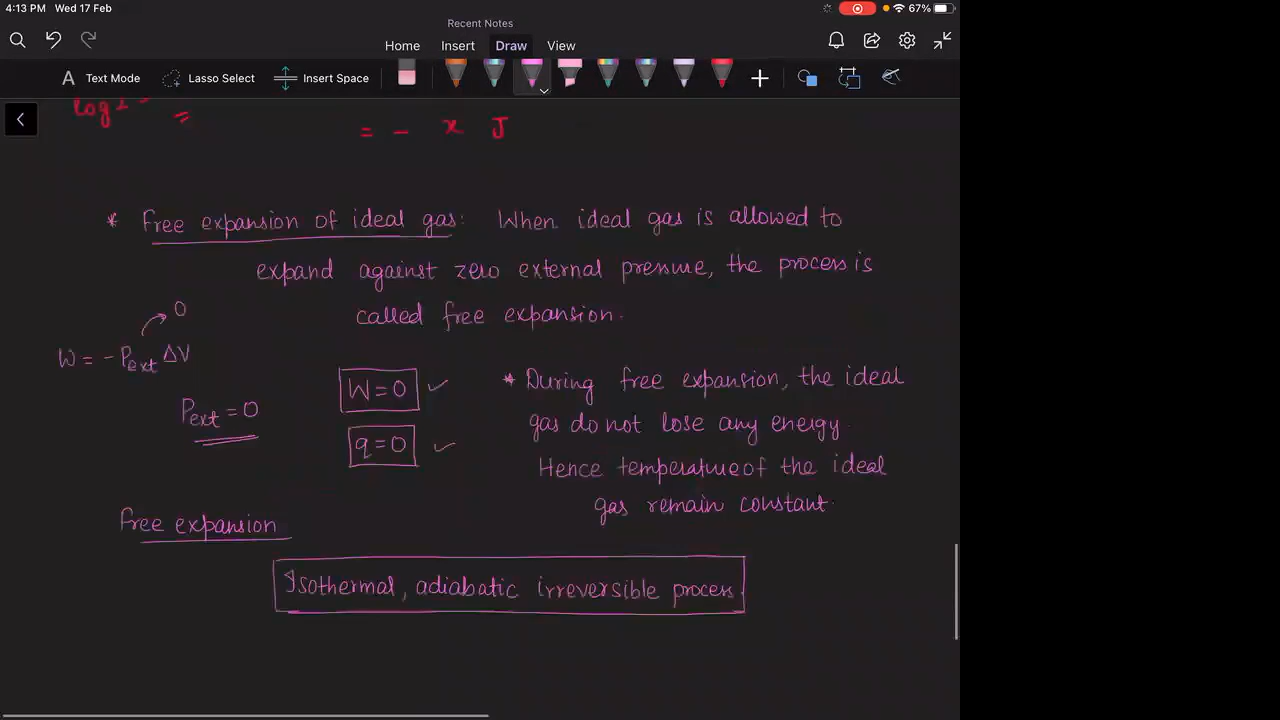 4:13 PM Wed 17 Feb
67%
Recent Notes
Home Insert Draw View
Text Mode Lasso Select Insert Space
log 2
= - x J
* Free expansion of ideal gas: When ideal gas is allowed to
expand against zero external pressure, the process is
called free expansion.
0
W = - Pext ΔV
Pext = 0
W = 0 ✓
q = 0 ✓
* During free expansion, the ideal
gas do not lose any energy.
Hence temperature of the ideal
gas remain constant.
Free expansion
Isothermal, adiabatic irreversible process.